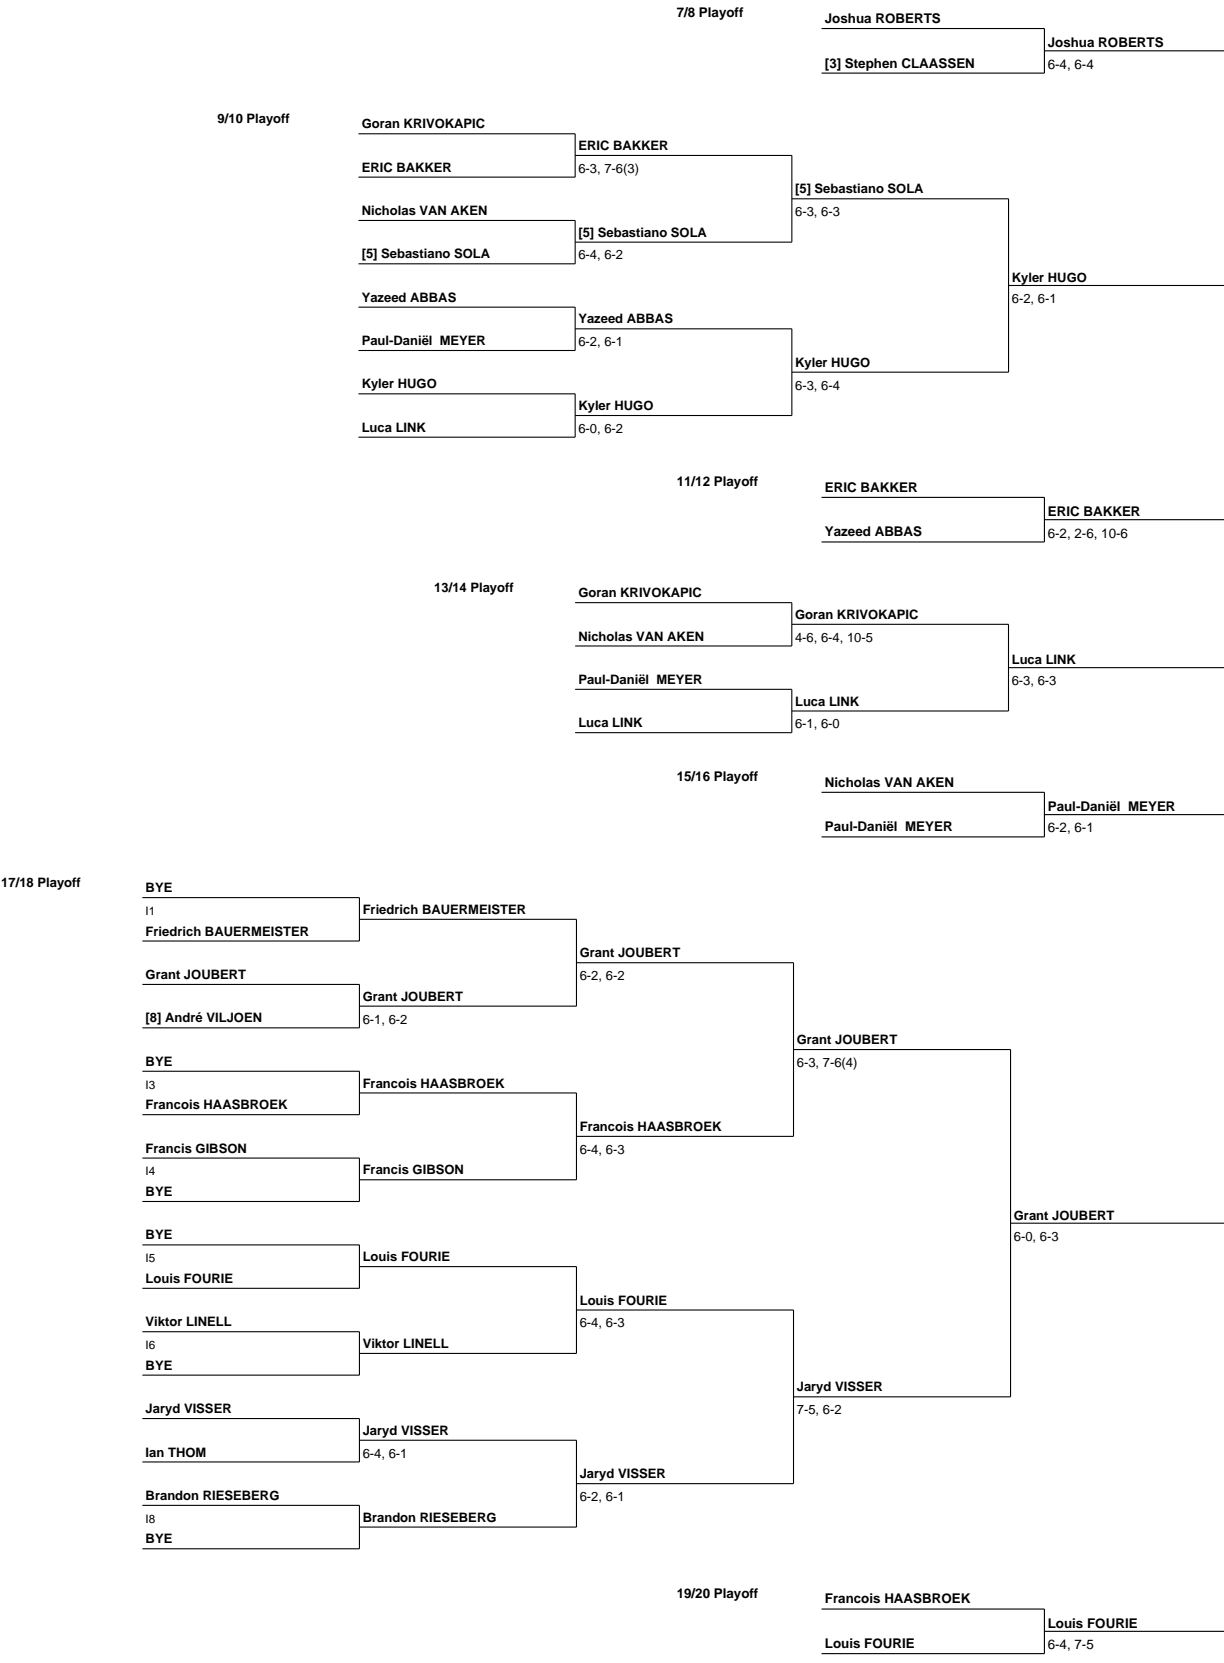 7/8 Playoff
Joshua ROBERTS
Joshua ROBERTS
[3] Stephen CLAASSEN
6-4, 6-4
9/10 Playoff
Goran KRIVOKAPIC
ERIC BAKKER
ERIC BAKKER
6-3, 7-6(3)
[5] Sebastiano SOLA
Nicholas VAN AKEN
6-3, 6-3
[5] Sebastiano SOLA
[5] Sebastiano SOLA
6-4, 6-2
Kyler HUGO
Yazeed ABBAS
6-2, 6-1
Yazeed ABBAS
Paul-Daniël  MEYER
6-2, 6-1
Kyler HUGO
Kyler HUGO
6-3, 6-4
Kyler HUGO
Luca LINK
6-0, 6-2
11/12 Playoff
ERIC BAKKER
ERIC BAKKER
Yazeed ABBAS
6-2, 2-6, 10-6
13/14 Playoff
Goran KRIVOKAPIC
Goran KRIVOKAPIC
Nicholas VAN AKEN
4-6, 6-4, 10-5
Luca LINK
Paul-Daniël  MEYER
6-3, 6-3
Luca LINK
Luca LINK
6-1, 6-0
15/16 Playoff
Nicholas VAN AKEN
Paul-Daniël  MEYER
Paul-Daniël  MEYER
6-2, 6-1
17/18 Playoff
BYE
I1
Friedrich BAUERMEISTER
Friedrich BAUERMEISTER
Grant JOUBERT
Grant JOUBERT
6-2, 6-2
Grant JOUBERT
[8] André VILJOEN
6-1, 6-2
Grant JOUBERT
BYE
6-3, 7-6(4)
I3
Francois HAASBROEK
Francois HAASBROEK
Francois HAASBROEK
Francis GIBSON
6-4, 6-3
I4
Francis GIBSON
BYE
Grant JOUBERT
BYE
6-0, 6-3
I5
Louis FOURIE
Louis FOURIE
Louis FOURIE
Viktor LINELL
6-4, 6-3
I6
Viktor LINELL
BYE
Jaryd VISSER
Jaryd VISSER
7-5, 6-2
Jaryd VISSER
Ian THOM
6-4, 6-1
Jaryd VISSER
Brandon RIESEBERG
6-2, 6-1
I8
Brandon RIESEBERG
BYE
19/20 Playoff
Francois HAASBROEK
Louis FOURIE
Louis FOURIE
6-4, 7-5